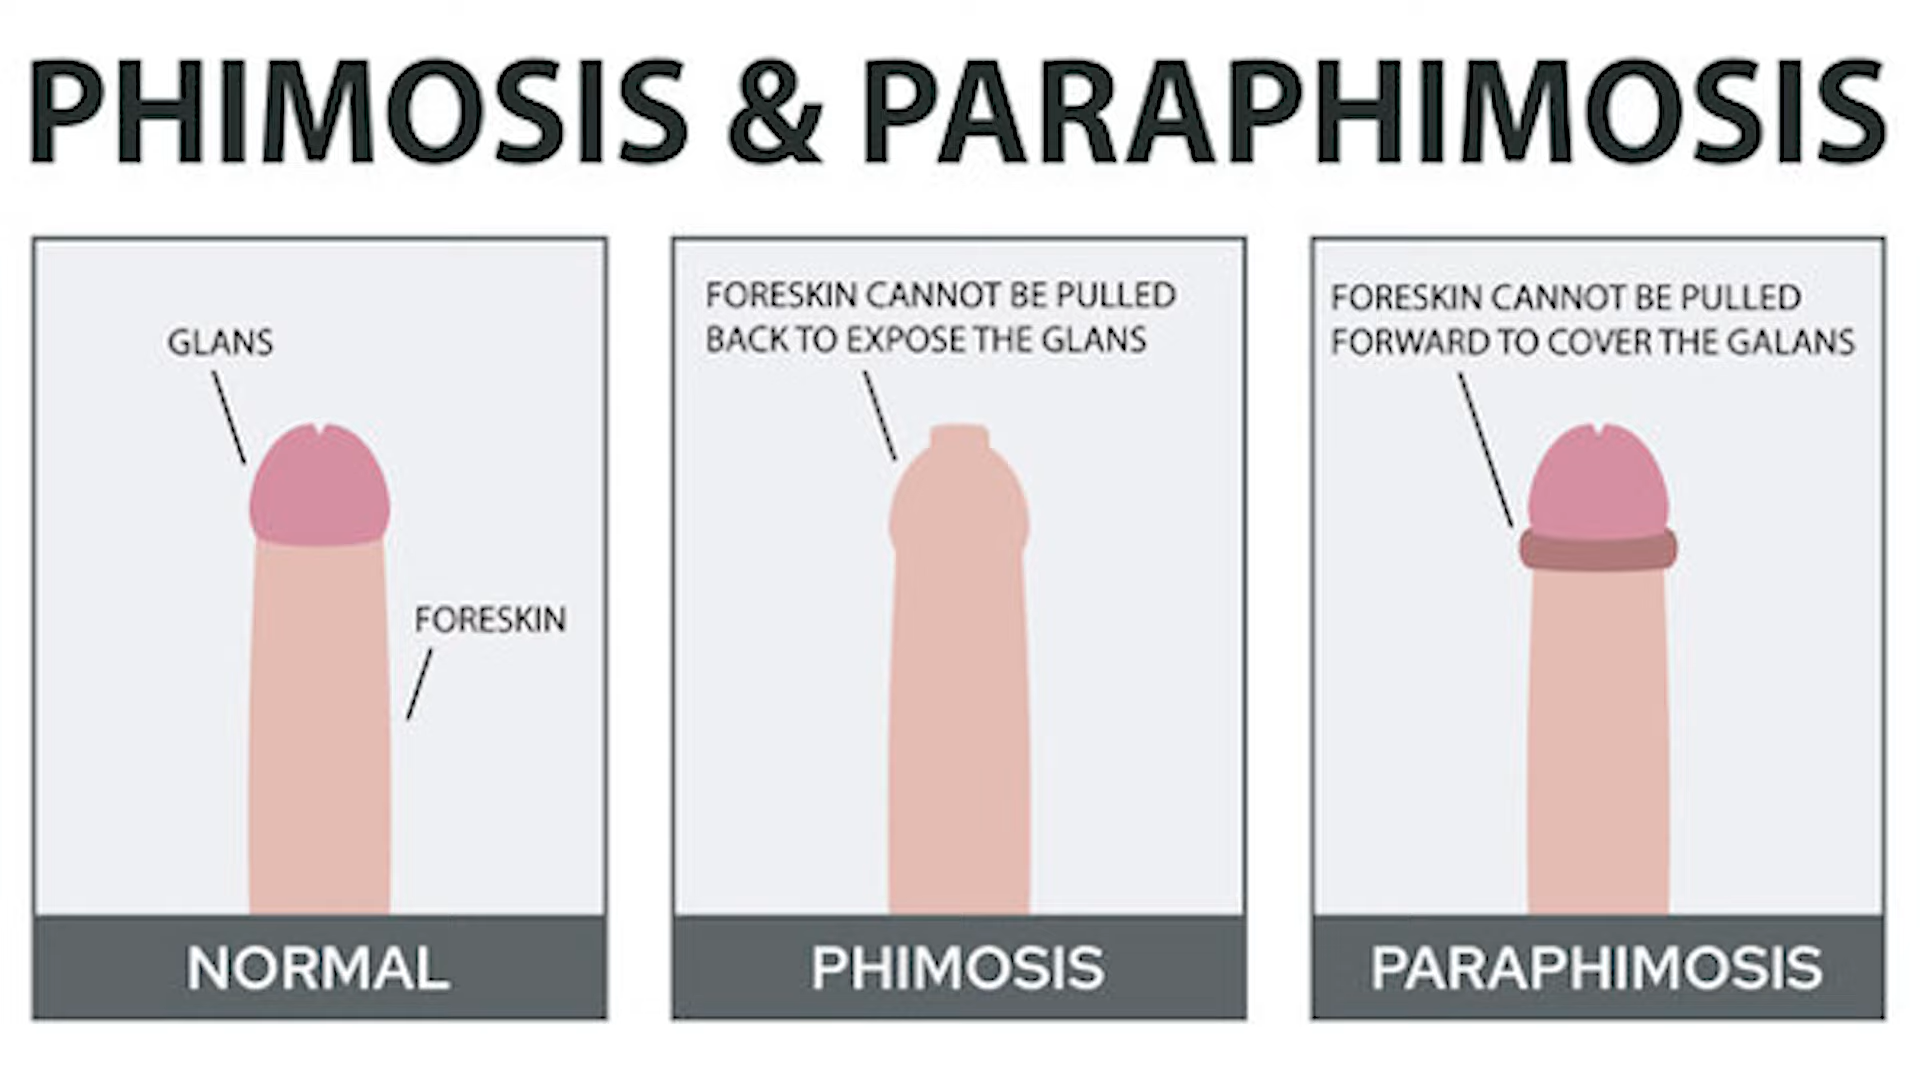 PHIMOSIS & PARAPHIMOSIS
GLANS
FORESKIN
NORMAL
FORESKIN CANNOT BE PULLED
BACK TO EXPOSE THE GLANS
PHIMOSIS
FORESKIN CANNOT BE PULLED
FORWARD TO COVER THE GALANS
PARAPHIMOSIS